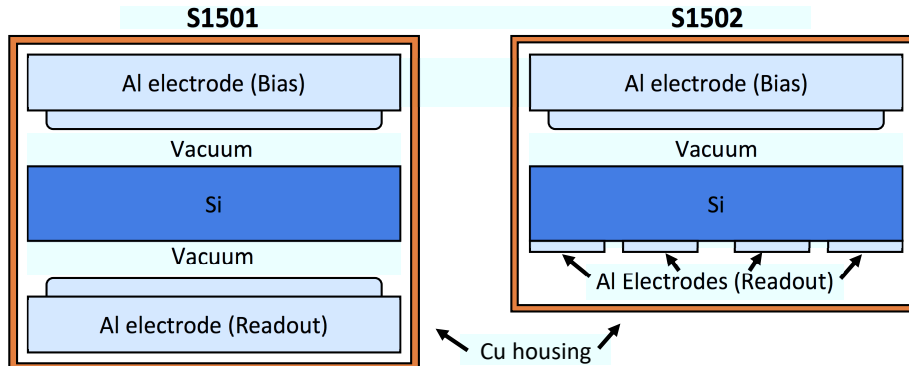 S1501
S1502
Al electrode (Bias)
Al electrode (Bias)
Vacuum
Vacuum
Si
Si
Vacuum
Al Electrodes (Readout)
Al electrode (Readout)
Cu housing